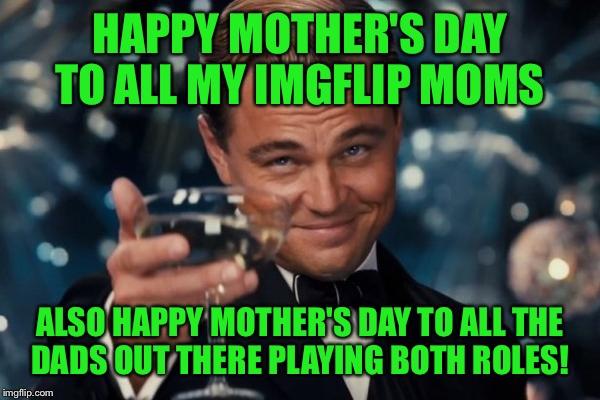 HAPPY MOTHER'S DAY
TO ALL MY IMGFLIP MOMS
ALSO HAPPY MOTHER'S DAY TO ALL THE
DADS OUT THERE PLAYING BOTH ROLES!
imgflip.com